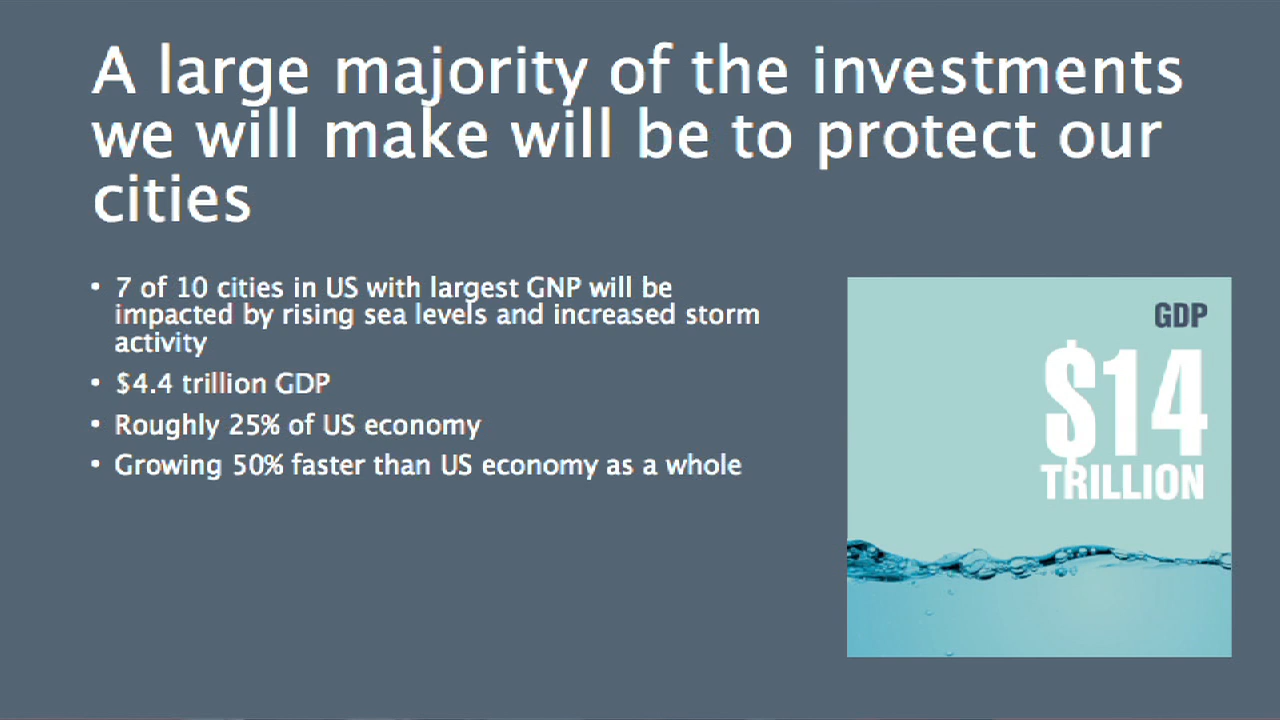 A large majority of the investments
we will make will be to protect our
cities
• 7 of 10 cities in US with largest GNP will be
impacted by rising sea levels and increased storm
activity
• $4.4 trillion GDP
• Roughly 25% of US economy
• Growing 50% faster than US economy as a whole
GDP
$14
TRILLION